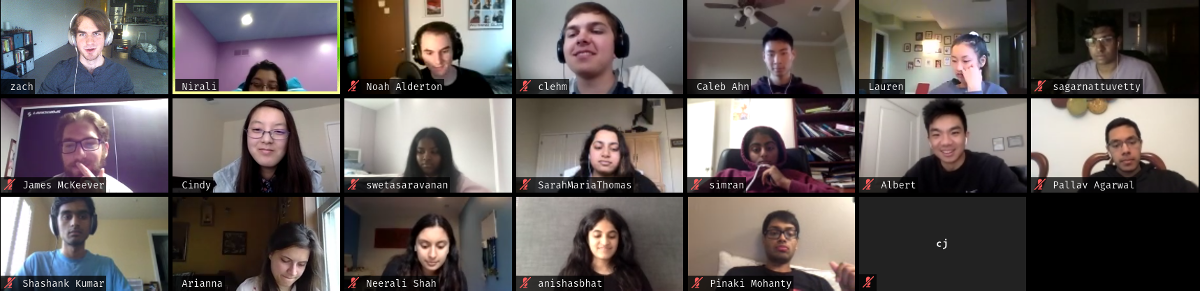 zach
Nirali
Noah Alderton
clehm
Caleb Ahn
Lauren
sagarnattuvetty
James McKeever
Cindy
swetasaravanan
SarahMariaThomas
simran
Albert
Pallav Agarwal
Shashank Kumar
Arianna
Neerali Shah
anishasbhat
Pinaki Mohanty
cj